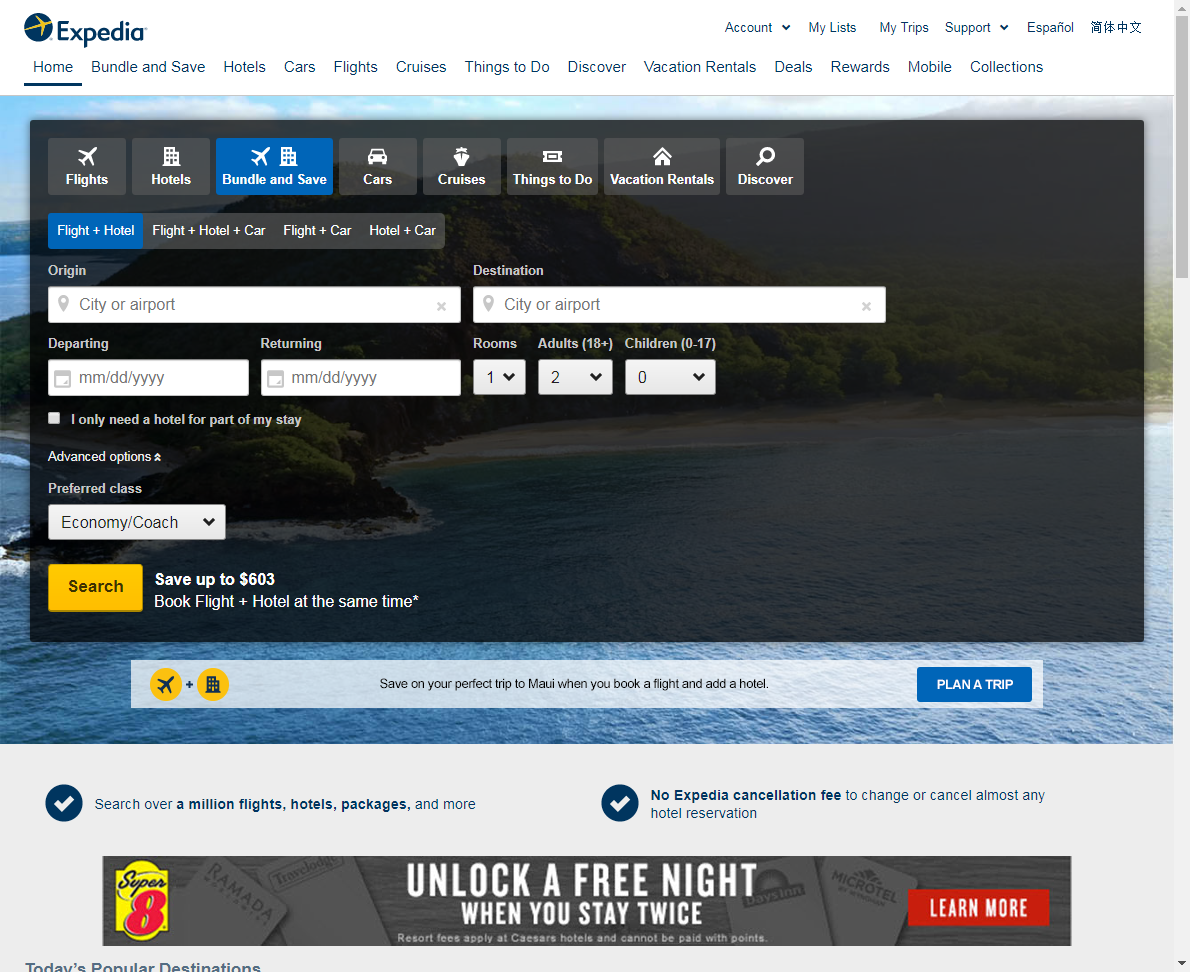 Expedia
Account My Lists My Trips Support Español 简体中文
Home Bundle and Save Hotels Cars Flights Cruises Things to Do Discover Vacation Rentals Deals Rewards Mobile Collections
Flights Hotels Bundle and Save Cars Cruises Things to Do Vacation Rentals Discover
Flight + Hotel Flight + Hotel + Car Flight + Car Hotel + Car
Origin Destination
City or airport × City or airport ×
Departing Returning Rooms Adults (18+) Children (0-17)
mm/dd/yyyy mm/dd/yyyy 1 2 0
I only need a hotel for part of my stay
Advanced options
Preferred class
Economy/Coach
Search Save up to $603
Book Flight + Hotel at the same time*
+ Save on your perfect trip to Maui when you book a flight and add a hotel. PLAN A TRIP
Search over a million flights, hotels, packages, and more
No Expedia cancellation fee to change or cancel almost any
hotel reservation
Super 8
RAMADA
Travelodge
UNLOCK A FREE NIGHT
WHEN YOU STAY TWICE
Resort fees apply at Caesars hotels and cannot be paid with points.
Days Inn
MICROTEL
BY WYNDHAM
LEARN MORE
Today's Popular Destinations